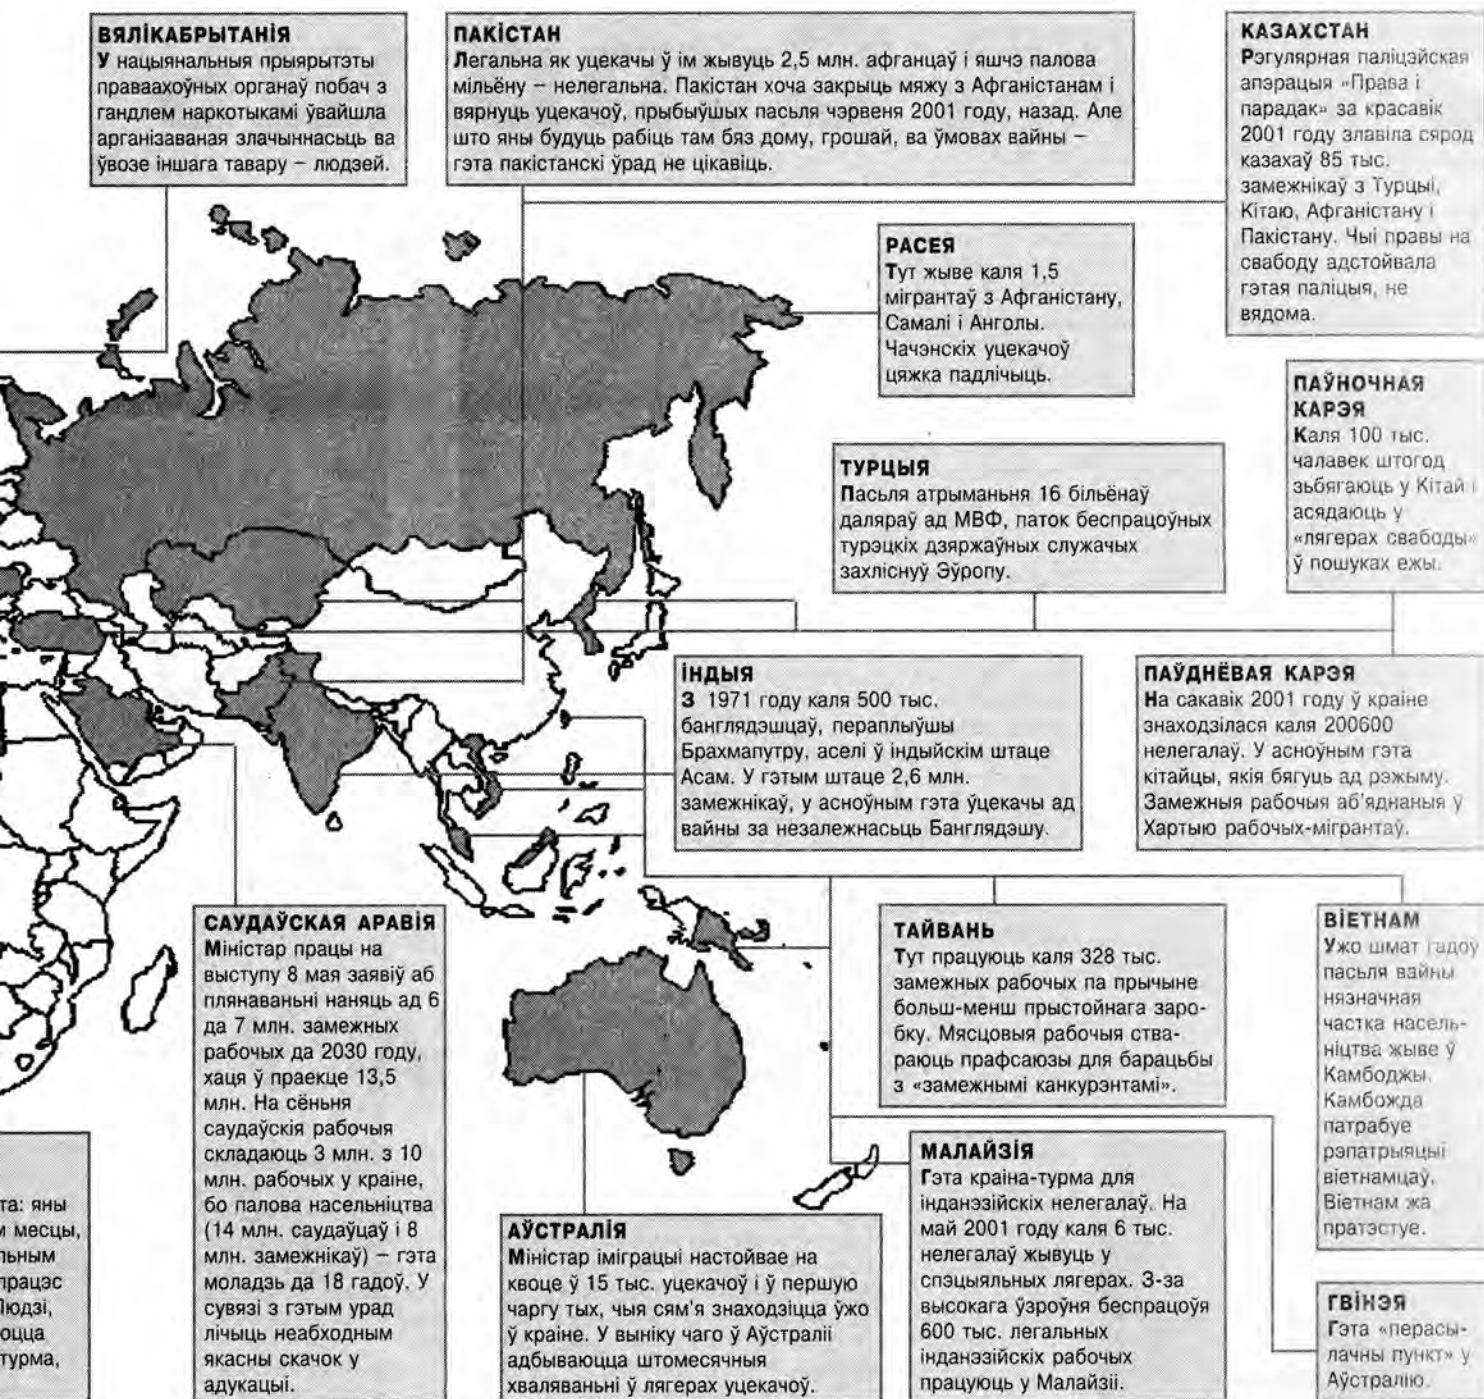 ВЯЛІКАБРЫТАНІЯ
У нацыянальныя прыярытэты
праваахоўных органаў побач з
гандлем наркотыкамі ўвайшла
арганізаваная злачыннасьць ва
ўвозе іншага тавару – людзей.
ПАКІСТАН
Легальна як уцекачы ў ім жывуць 2,5 млн. афганцаў і яшчэ палова
мільёну – нелегальна. Пакістан хоча закрыць мяжу з Афганістанам і
вярнуць уцекачоў, прыбыўшых пасьля чэрвеня 2001 году, назад. Але
што яны будуць рабіць там бяз дому, грошай, ва ўмовах вайны –
гэта пакістанскі ўрад не цікавіць.
КАЗАХСТАН
Рэгулярная паліцэйская
апэрацыя «Права і
парадак» за красавік
2001 году злавіла сярод
казахаў 85 тыс.
замежнікаў з Турцыі,
Кітаю, Афганістану і
Пакістану. Чыі правы на
свабоду адстойвала
гэтая паліцыя, не
вядома.
РАСЕЯ
Тут жыве каля 1,5
мігрантаў з Афганістану,
Самалі і Анголы.
Чачэнскіх уцекачоў
цяжка падлічыць.
ПАЎНОЧНАЯ
КАРЭЯ
Каля 100 тыс.
чалавек штогод
зьбягаюць у Кітай і
асядаюць у
«лягерах свабоды»
ў пошуках ежы.
ТУРЦЫЯ
Пасьля атрыманьня 16 більёнаў
даляраў ад МВФ, паток беспрацоўных
турэцкіх дзяржаўных служачых
захліснуў Эўропу.
ІНДЫЯ
З 1971 году каля 500 тыс.
банглядэшцаў, пераплыўшы
Брахмапутру, аселі ў індыйскім штаце
Асам. У гэтым штаце 2,6 млн.
замежнікаў, у асноўным гэта ўцекачы ад
вайны за незалежнасьць Банглядэшу.
ПАЎДНЁВАЯ КАРЭЯ
На сакавік 2001 году ў краіне
знаходзілася каля 200600
нелегалаў. У асноўным гэта
кітайцы, якія бягуць ад рэжыму.
Замежныя рабочыя аб'яднаныя ў
Хартыю рабочых-мігрантаў.
САУДАЎСКАЯ АРАВІЯ
Міністар працы на
выступу 8 мая заявіў аб
плянаваньні наняць ад 6
да 7 млн. замежных
рабочых да 2030 году,
хаця ў праекце 13,5
млн. На сёньня
саудаўскія рабочыя
складаюць 3 млн. з 10
млн. рабочых у краіне,
бо палова насельніцтва
(14 млн. саудаўцаў і 8
млн. замежнікаў) – гэта
моладзь да 18 гадоў. У
сувязі з гэтым урад
лічыць неабходным
якасны скачок у
адукацыі.
ТАЙВАНЬ
Тут працуюць каля 328 тыс.
замежных рабочых па прычыне
больш-менш прыстойнага заро-
бку. Мясцовыя рабочыя ства-
раюць прафсаюзы для барацьбы
з «замежнымі канкурэнтамі».
ВІЕТНАМ
Ужо шмат гадоў
пасьля вайны
нязначная
частка насель-
ніцтва жыве ў
Камбоджы.
Камбожда
патрабуе
рэпатрыяцыі
віетнамцаў,
Віетнам жа
пратэстуе.
та: яны
м месцы,
льным
працэс
Людзі,
юцца
турма,
АЎСТРАЛІЯ
Міністар іміграцыі настойвае на
квоце ў 15 тыс. уцекачоў і ў першую
чаргу тых, чыя сям'я знаходзіцца ўжо
ў краіне. У выніку чаго ў Аўстраліі
адбываюцца штомесячныя
хваляваньні ў лягерах уцекачоў.
МАЛАЙЗІЯ
Гэта краіна-турма для
інданэзійскіх нелегалаў. На
май 2001 году каля 6 тыс.
нелегалаў жывуць у
спэцыяльных лягерах. З-за
высокага ўзроўня беспрацоўя
600 тыс. легальных
інданэзійскіх рабочых
працуюць у Малайзіі.
ГВІНЭЯ
Гэта «перасы-
лачны пункт» у
Аўстралію.